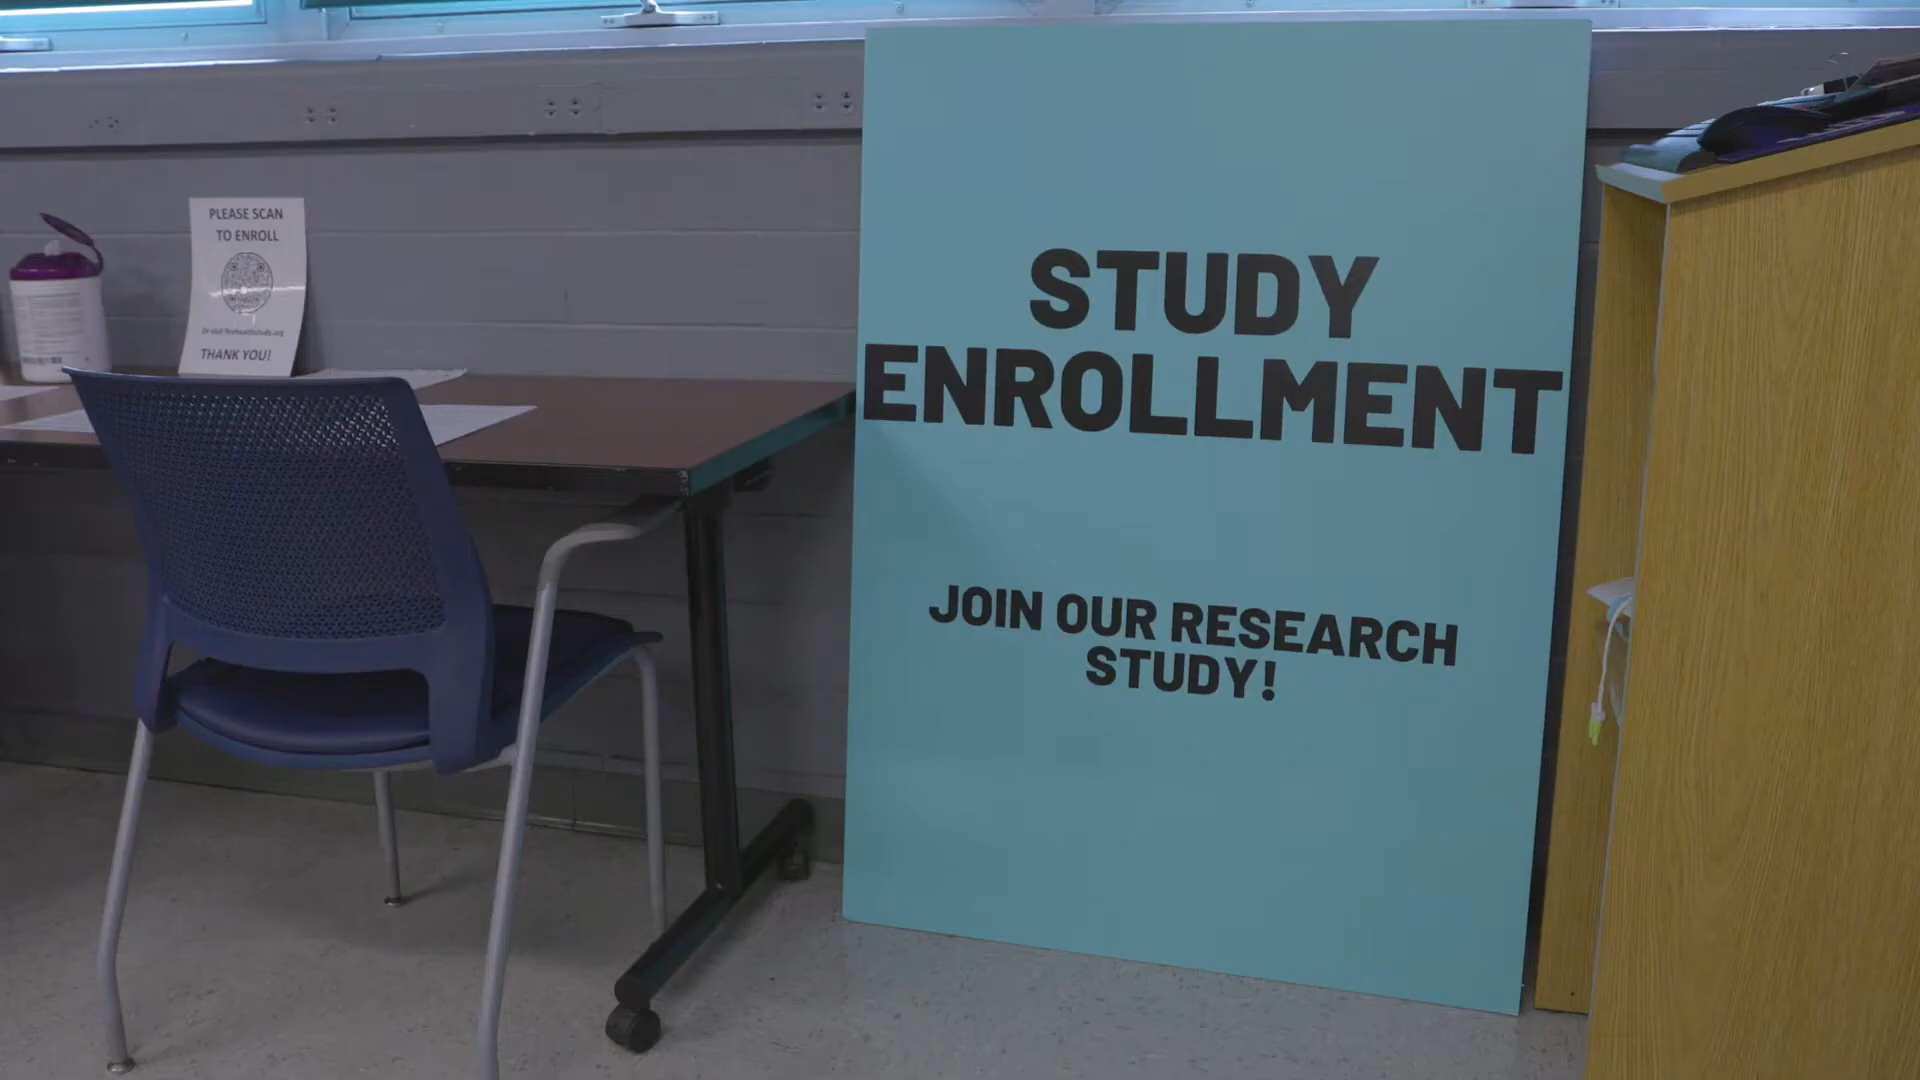 PLEASE SCAN
TO ENROLL
THANK YOU!
STUDY
ENROLLMENT
JOIN OUR RESEARCH
STUDY!